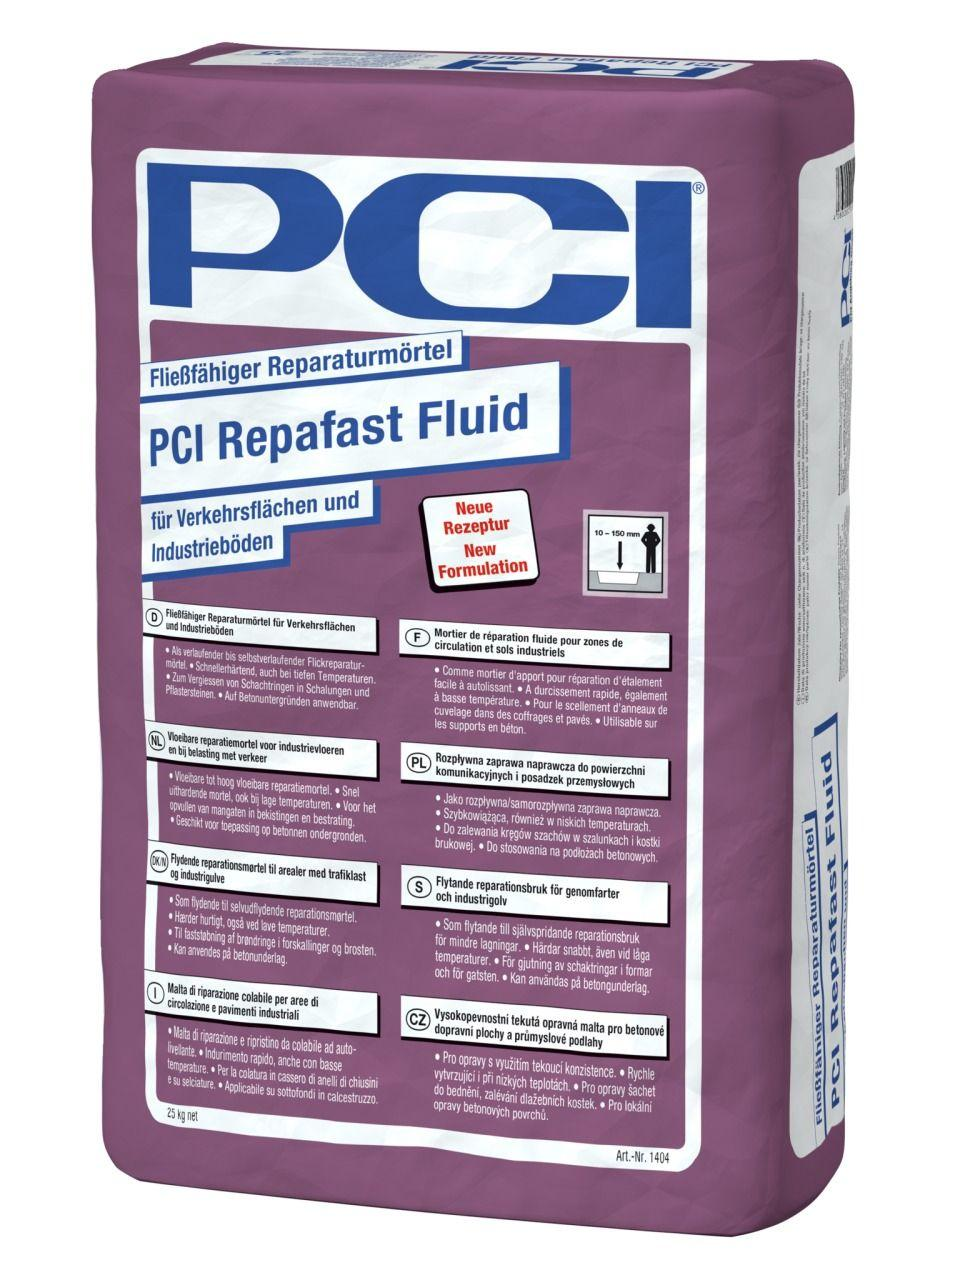 PCI Repafast Fluid
PCI®
Fließfähiger Reparaturmörtel
PCI Repafast Fluid
für Verkehrsflächen und
Industrieböden
Neue
Rezeptur
New
Formulation
10 – 150 mm
D Fließfähiger Reparaturmörtel für Verkehrsflächen
und Industrieböden
• Als verlaufender bis selbstverlaufender Flickreparatur-
mörtel. • Schnellerhärtend, auch bei tiefen Temperaturen.
• Zum Vergiessen von Schachtringen in Schalungen und
Pflastersteinen. • Auf Betonuntergründen anwendbar.
NL Vloeibare reparatiemortel voor industrievloeren
en bij belasting met verkeer
• Vloeibare tot hoog vloeibare reparatiemortel. • Snel
uithardende mortel, ook bij lage temperaturen. • Voor het
opvullen van mangaten in bekistingen en bestrating.
• Geschikt voor toepassing op betonnen ondergronden.
DK/N Flydende reparationsmørtel til arealer med trafiklast
og industrigulve
• Som flydende til selvudflydende reparationsmørtel.
• Hærder hurtigt, også ved lave temperaturer.
• Til faststøbning af brøndringe i forskallinger og brosten.
• Kan anvendes på betonunderlag.
I Malta di riparazione colabile per aree di
circolazione e pavimenti industriali
• Malta di riparazione e ripristino da colabile ad auto-
livellante. • Indurimento rapido, anche con basse
temperature. • Per la colatura in cassero di anelli di chiusini
e su selciature. • Applicabile su sottofondi in calcestruzzo.
25 kg net
F Mortier de réparation fluide pour zones de
circulation et sols industriels
• Comme mortier d'apport pour réparation d'étalement
facile à autolissant. • A durcissement rapide, également
à basse température. • Pour le scellement d'anneaux de
cuvelage dans des coffrages et pavés. • Utilisable sur
les supports en béton.
PL Rozpływna zaprawa naprawcza do powierzchni
komunikacyjnych i posadzek przemysłowych
• Jako rozpływna/samorozpływna zaprawa naprawcza.
• Szybkowiążąca, również w niskich temperaturach.
• Do zalewania kręgów szachów w szalunkach i kostki
brukowej. • Do stosowania na podłożach betonowych.
S Flytande reparationsbruk för genomfarter
och industrigolv
• Som flytande till självspridande reparationsbruk
för mindre lagningar. • Härdar snabbt, även vid låga
temperaturer. • För gjutning av schaktringar i formar
och för gatsten. • Kan användas på betongunderlag.
CZ Vysokopevnostni tekutá opravná malta pro betonové
dopravní plochy a průmyslové podlahy
• Pro opravy s využitím tekoucí konzistence. • Rychle
vytvrzující i při nízkých teplotách. • Pro opravy šachet
do bednění, zalévání dlažebních kostek. • Pro lokální
opravy betonových povrchů.
Art.-Nr. 1404
PCI
Fließfähiger Reparaturmörtel
PCI Repafast Fluid